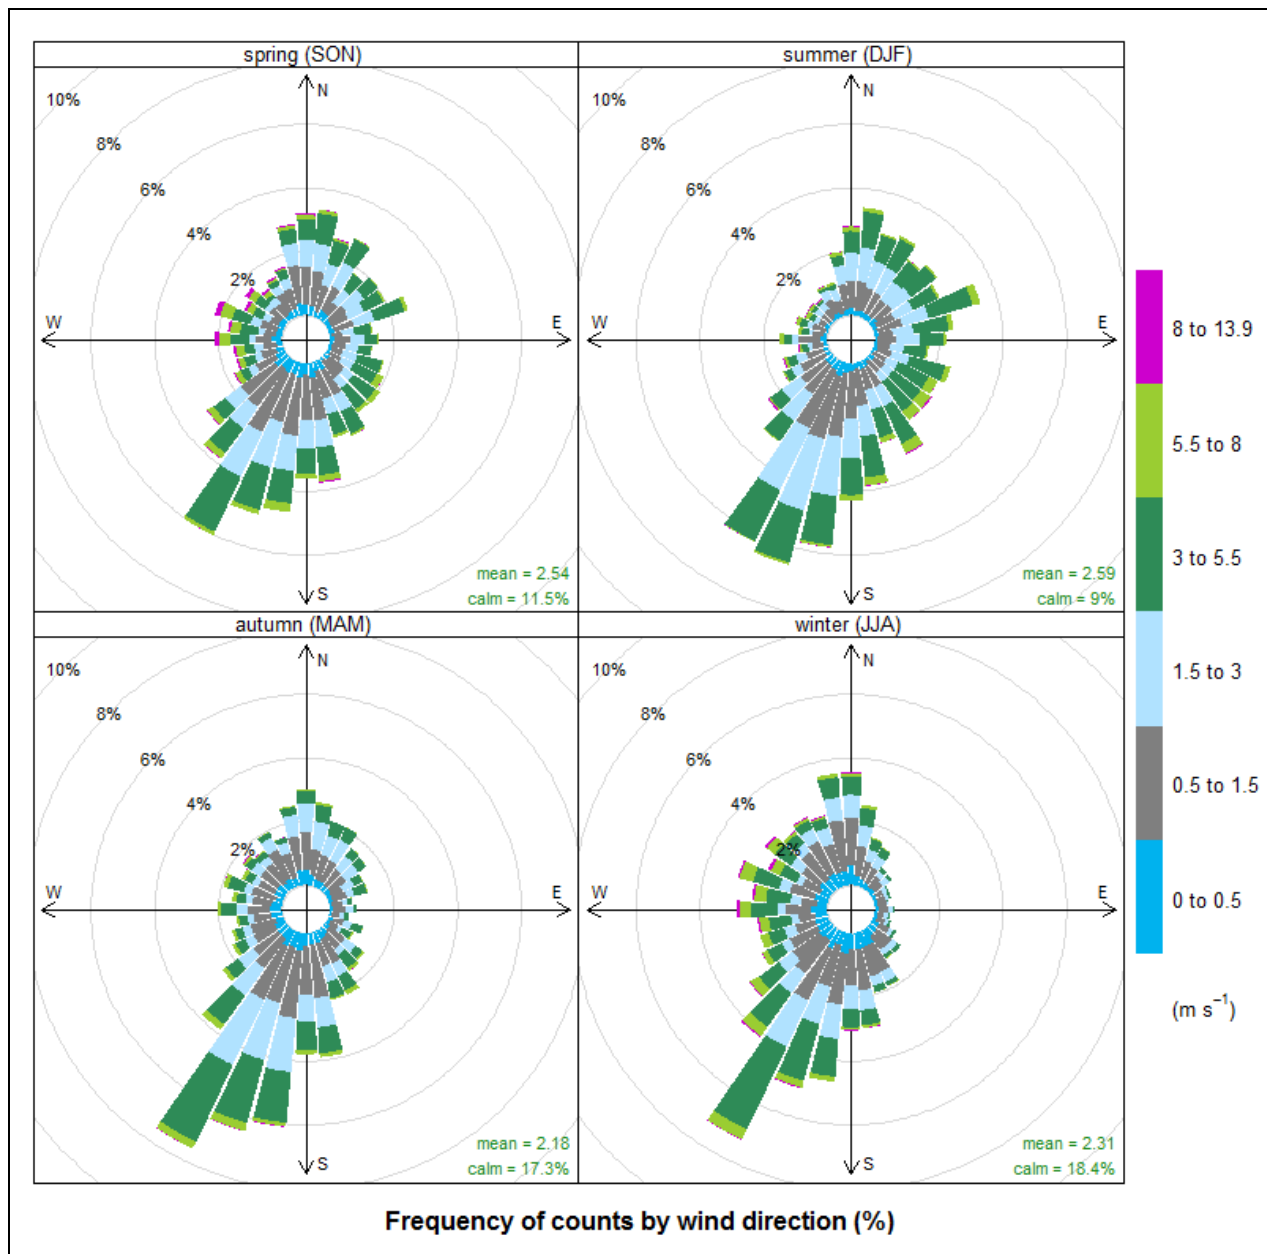 spring (SON)
summer (DJF)
10%
8%
6%
4%
2%
N
W
E
S
mean = 2.54
calm = 11.5%
10%
8%
6%
4%
2%
N
W
E
S
mean = 2.59
calm = 9%
autumn (MAM)
winter (JJA)
10%
8%
6%
4%
2%
N
W
E
S
mean = 2.18
calm = 17.3%
10%
8%
6%
4%
2%
N
W
E
S
mean = 2.31
calm = 18.4%
8 to 13.9
5.5 to 8
3 to 5.5
1.5 to 3
0.5 to 1.5
0 to 0.5
(m s⁻¹)
Frequency of counts by wind direction (%)